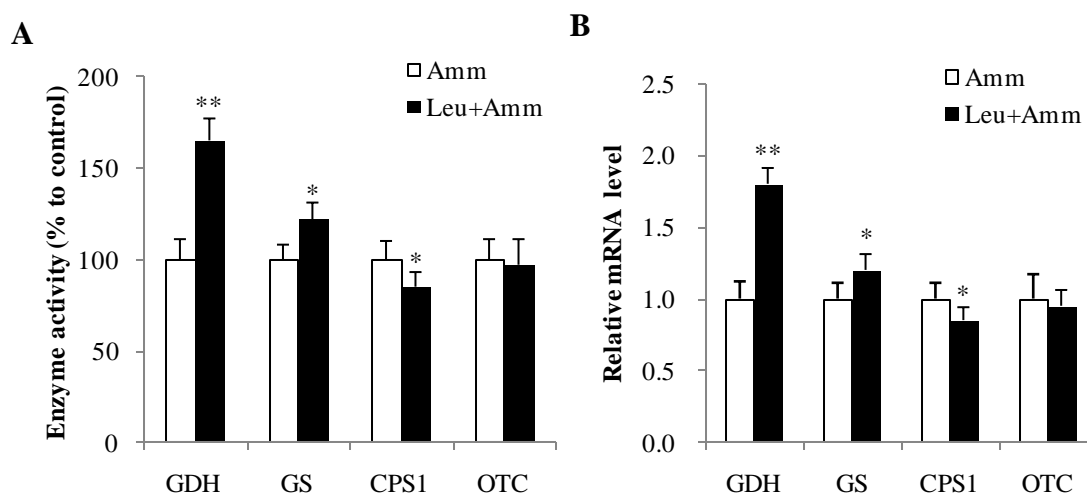 A
Enzyme activity (% to control)
200
150
100
50
0
Amm
Leu+Amm
**
*
*
GDH GS CPS1 OTC
B
Relative mRNA level
2.5
2.0
1.5
1.0
0.5
0.0
Amm
Leu+Amm
**
*
*
GDH GS CPS1 OTC